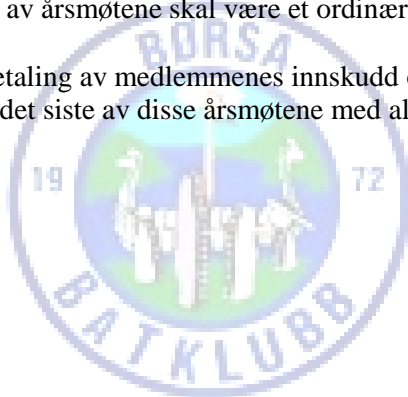 av årsmøtene skal være et ordinær
etaling av medlemmenes innskudd
det siste av disse årsmøtene med al
BØRSA
19 72
BATKLUBB